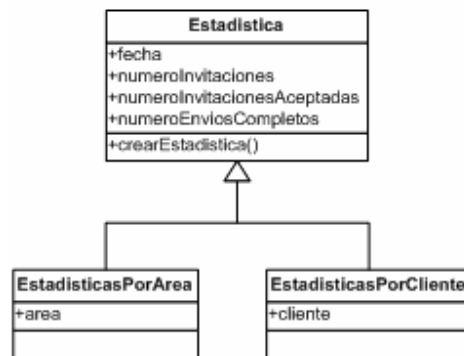 Estadistica
+fecha
+numeroInvitaciones
+numeroInvitacionesAceptadas
+numeroEnviosCompletos
+crearEstadistica()
EstadisticasPorArea
+area
EstadisticasPorCliente
+cliente